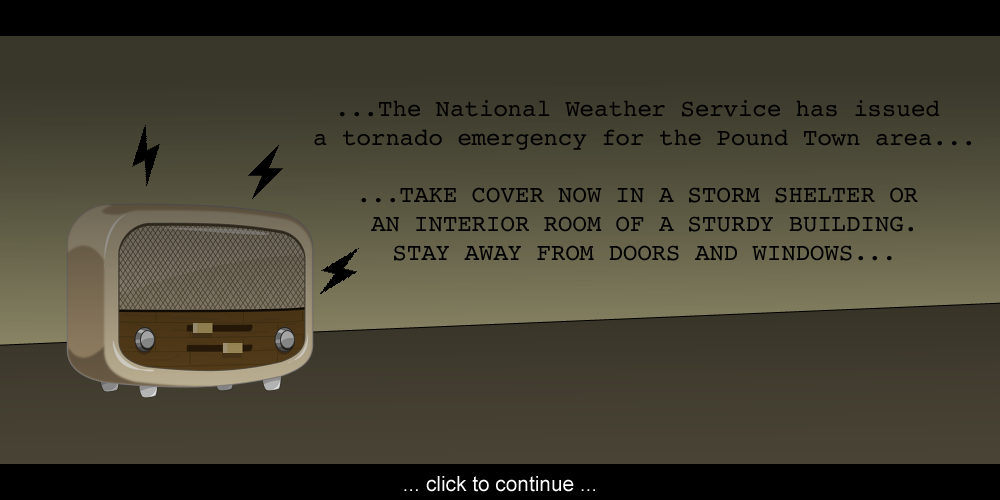 ...The National Weather Service has issued
a tornado emergency for the Pound Town area...
...TAKE COVER NOW IN A STORM SHELTER OR
AN INTERIOR ROOM OF A STURDY BUILDING.
STAY AWAY FROM DOORS AND WINDOWS...
... click to continue ...